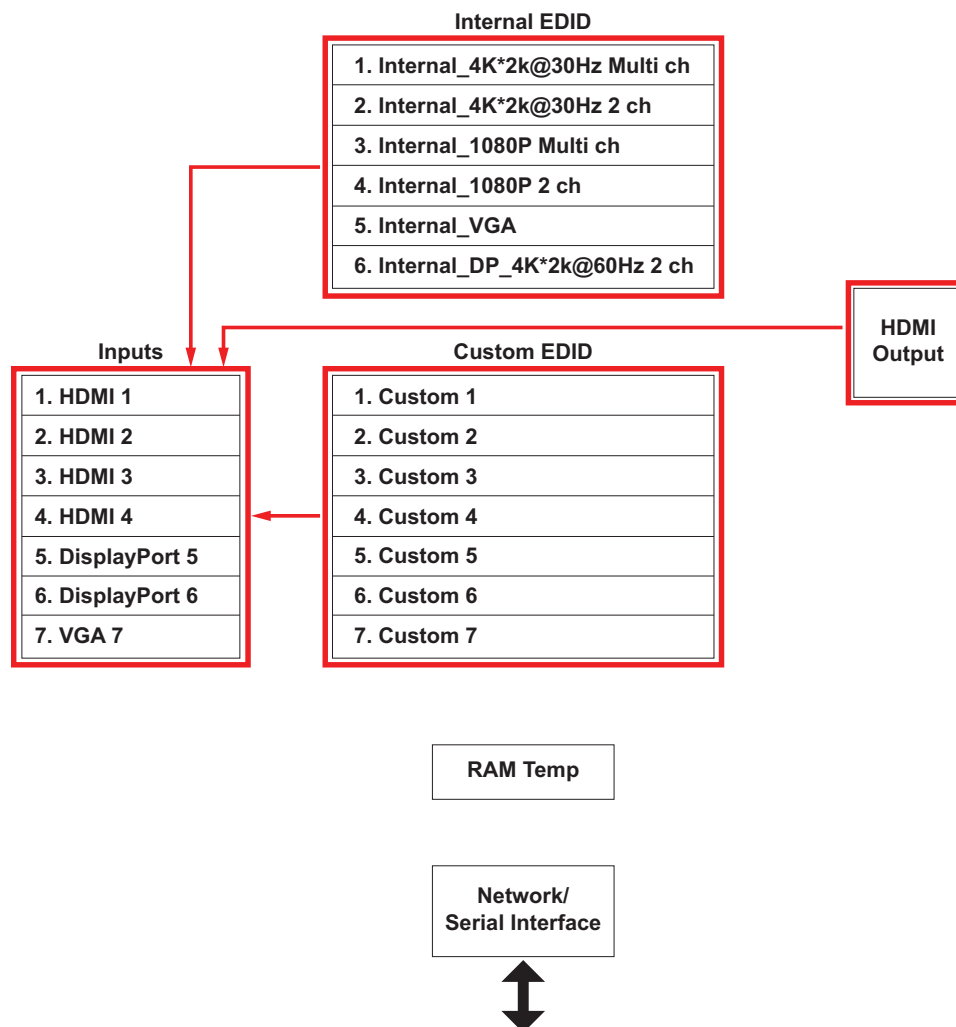 Internal EDID
1. Internal_4K*2k@30Hz Multi ch
2. Internal_4K*2k@30Hz 2 ch
3. Internal_1080P Multi ch
4. Internal_1080P 2 ch
5. Internal_VGA
6. Internal_DP_4K*2k@60Hz 2 ch
HDMI
Output
Inputs
1. HDMI 1
2. HDMI 2
3. HDMI 3
4. HDMI 4
5. DisplayPort 5
6. DisplayPort 6
7. VGA 7
Custom EDID
1. Custom 1
2. Custom 2
3. Custom 3
4. Custom 4
5. Custom 5
6. Custom 6
7. Custom 7
RAM Temp
Network/
Serial Interface